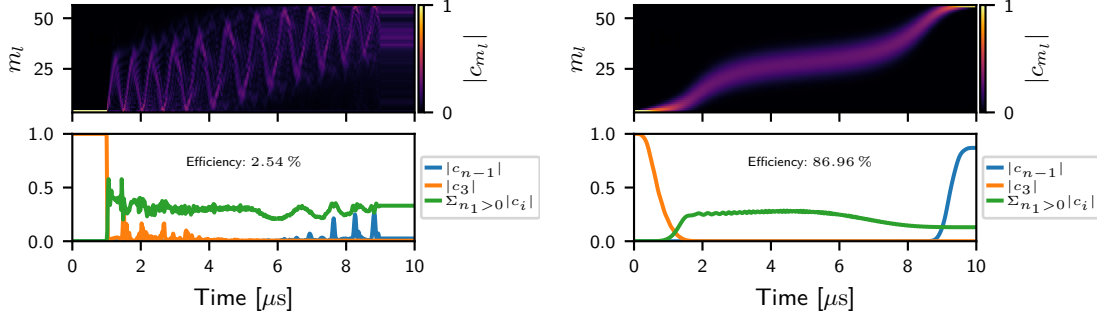 50
25
m_l
1
0
|c_{m_l}|
1.0
0.5
0.0
Efficiency: 2.54 %
|c_{n−1}|
|c_3|
Σ_{n_1>0}|c_i|
0 2 4 6 8 10
Time [μs]
50
25
m_l
1
0
|c_{m_l}|
1.0
0.5
0.0
Efficiency: 86.96 %
|c_{n−1}|
|c_3|
Σ_{n_1>0}|c_i|
0 2 4 6 8 10
Time [μs]